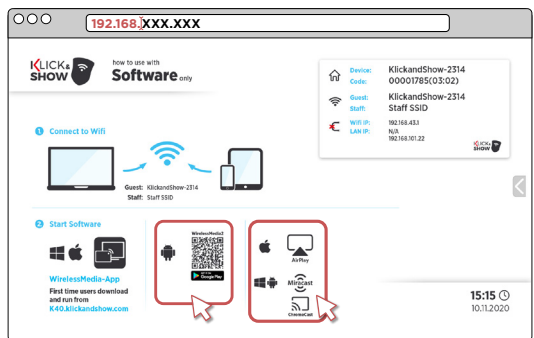 192.168.XXX.XXX
KLICK&
SHOW
how to use with
Software only
Device: KlickandShow-2314
Code: 00001785(03:02)
Guest: KlickandShow-2314
Staff: Staff SSID
Wifi IP: 192.168.43.1
LAN IP: N/A
192.168.101.22
KLICK&
SHOW
1 Connect to Wifi
Guest: KlickandShow-2314
Staff: Staff SSID
2 Start Software
WirelessMedia-App
First time users download
and run from
K40.klickandshow.com
WirelessMedia2
Google Play
AirPlay
Miracast
ChromeCast
15:15
10.11.2020